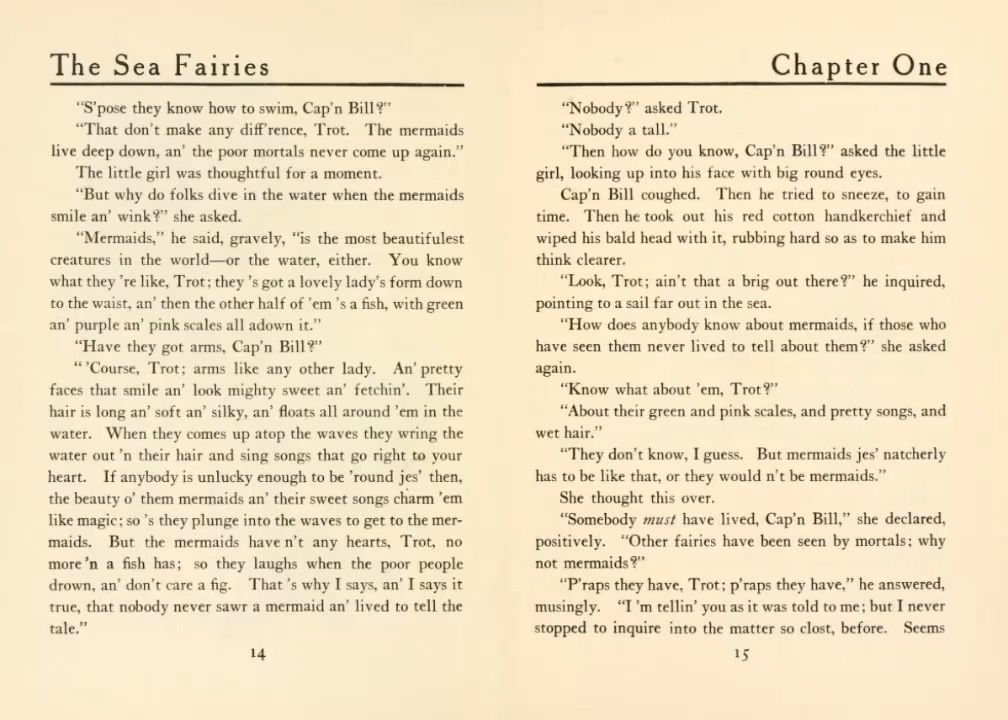 The Sea Fairies
"S'pose they know how to swim, Cap'n Bill?"
"That don't make any diff'rence, Trot. The mermaids
live deep down, an' the poor mortals never come up again."
The little girl was thoughtful for a moment.
"But why do folks dive in the water when the mermaids
smile an' wink?" she asked.
"Mermaids," he said, gravely, "is the most beautifulest
creatures in the world—or the water, either. You know
what they 're like, Trot; they 's got a lovely lady's form down
to the waist, an' then the other half of 'em 's a fish, with green
an' purple an' pink scales all adown it."
"Have they got arms, Cap'n Bill?"
" 'Course, Trot; arms like any other lady. An' pretty
faces that smile an' look mighty sweet an' fetchin'. Their
hair is long an' soft an' silky, an' floats all around 'em in the
water. When they comes up atop the waves they wring the
water out 'n their hair and sing songs that go right to your
heart. If anybody is unlucky enough to be 'round jes' then,
the beauty o' them mermaids an' their sweet songs charm 'em
like magic; so 's they plunge into the waves to get to the mer-
maids. But the mermaids have n't any hearts, Trot, no
more 'n a fish has; so they laughs when the poor people
drown, an' don't care a fig. That 's why I says, an' I says it
true, that nobody never sawr a mermaid an' lived to tell the
tale."
14
Chapter One
"Nobody?" asked Trot.
"Nobody a tall."
"Then how do you know, Cap'n Bill?" asked the little
girl, looking up into his face with big round eyes.
Cap'n Bill coughed. Then he tried to sneeze, to gain
time. Then he took out his red cotton handkerchief and
wiped his bald head with it, rubbing hard so as to make him
think clearer.
"Look, Trot; ain't that a brig out there?" he inquired,
pointing to a sail far out in the sea.
"How does anybody know about mermaids, if those who
have seen them never lived to tell about them?" she asked
again.
"Know what about 'em, Trot?"
"About their green and pink scales, and pretty songs, and
wet hair."
"They don't know, I guess. But mermaids jes' natcherly
has to be like that, or they would n't be mermaids."
She thought this over.
"Somebody must have lived, Cap'n Bill," she declared,
positively. "Other fairies have been seen by mortals; why
not mermaids?"
"P'raps they have, Trot; p'raps they have," he answered,
musingly. "I 'm tellin' you as it was told to me; but I never
stopped to inquire into the matter so clost, before. Seems
15